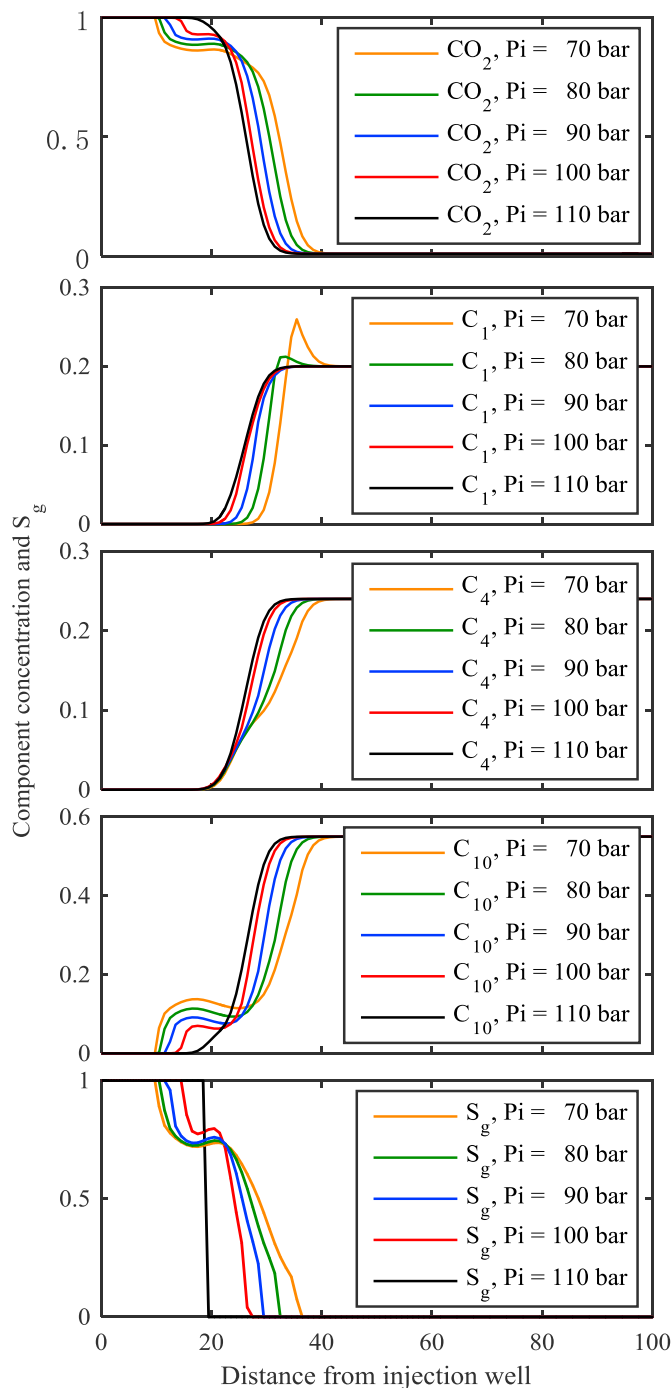 1
0.5
0
CO2, Pi = 70 bar
CO2, Pi = 80 bar
CO2, Pi = 90 bar
CO2, Pi = 100 bar
CO2, Pi = 110 bar
0.3
0.2
0.1
0
C1, Pi = 70 bar
C1, Pi = 80 bar
C1, Pi = 90 bar
C1, Pi = 100 bar
C1, Pi = 110 bar
0.3
0.2
0.1
0
C4, Pi = 70 bar
C4, Pi = 80 bar
C4, Pi = 90 bar
C4, Pi = 100 bar
C4, Pi = 110 bar
0.6
0.4
0.2
0
C10, Pi = 70 bar
C10, Pi = 80 bar
C10, Pi = 90 bar
C10, Pi = 100 bar
C10, Pi = 110 bar
1
0.5
0
Sg, Pi = 70 bar
Sg, Pi = 80 bar
Sg, Pi = 90 bar
Sg, Pi = 100 bar
Sg, Pi = 110 bar
0 20 40 60 80 100
Distance from injection well
Component concentration and Sg